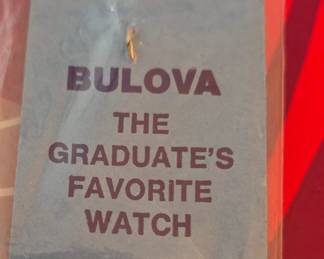 BULOVA
THE
GRADUATE'S
FAVORITE
WATCH